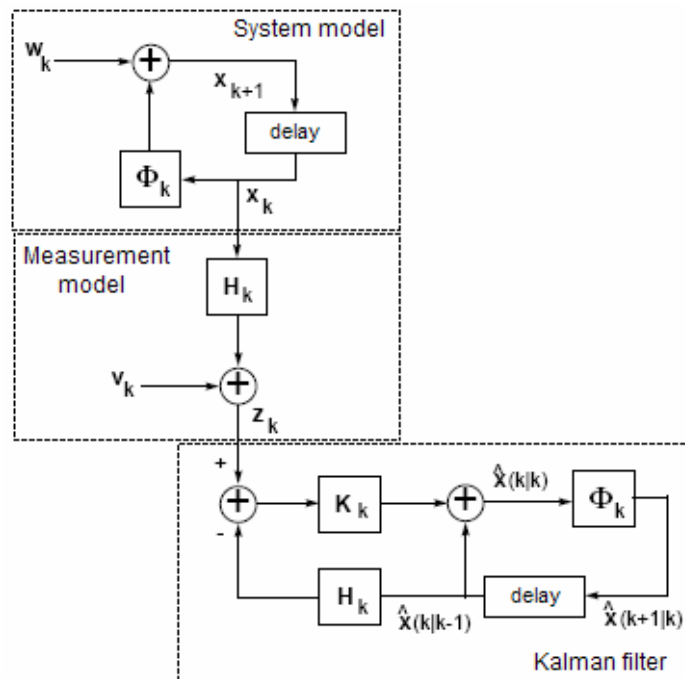 System model
w_k
+
x_{k+1}
delay
Φ_k
x_k
Measurement
model
H_k
v_k
+
z_k
+
+
-
K_k
+
x̂(k|k)
Φ_k
H_k
x̂(k|k-1)
delay
x̂(k+1|k)
Kalman filter